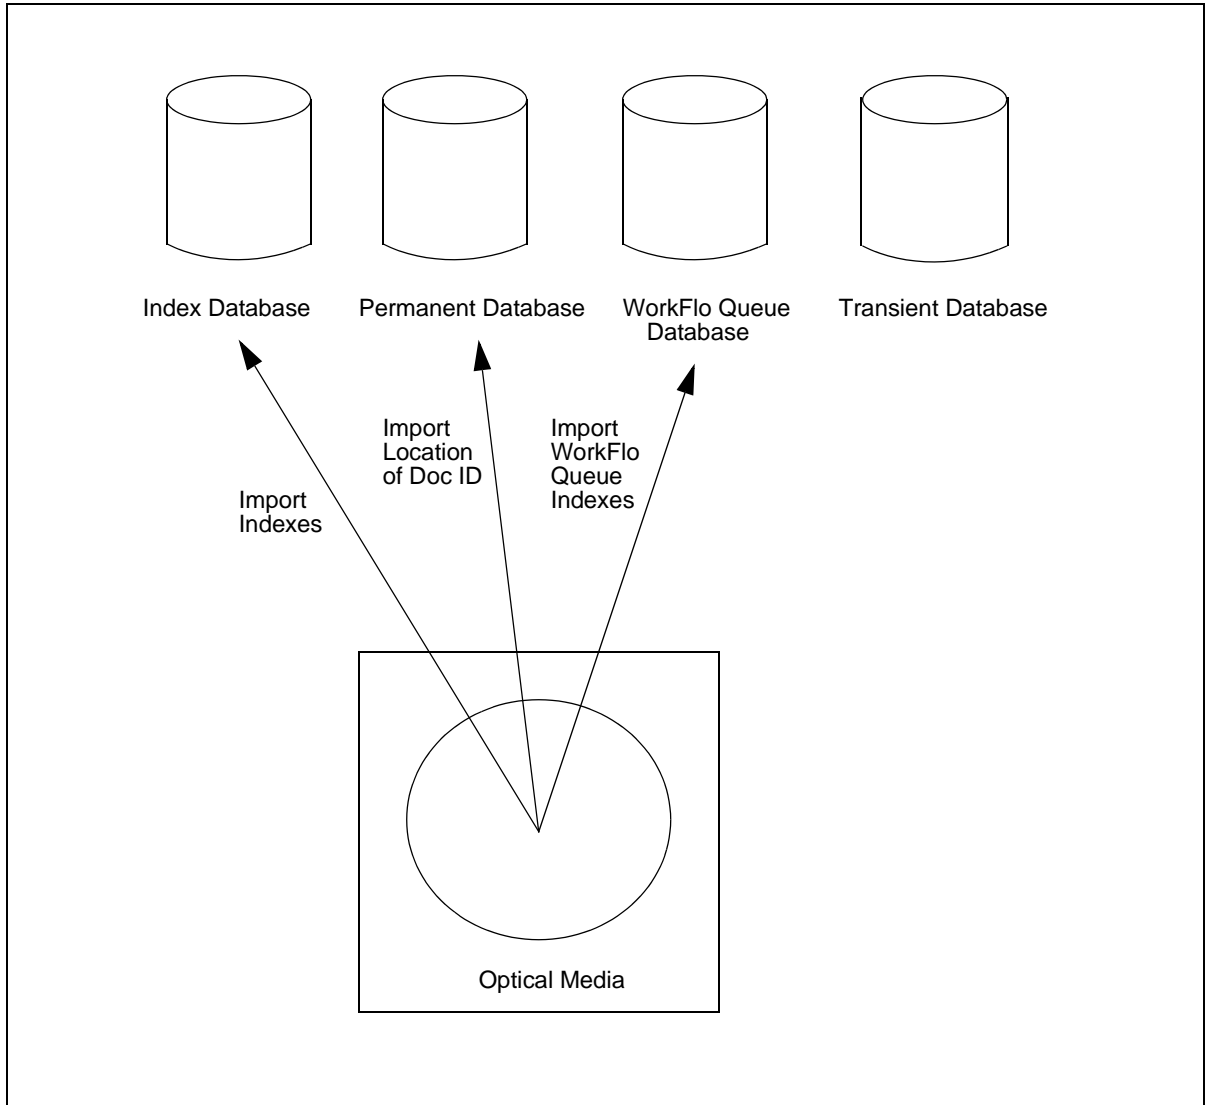 Index Database
Permanent Database
WorkFlo Queue
Database
Transient Database
Import
Location
of Doc ID
Import
WorkFlo
Queue
Indexes
Import
Indexes
Optical Media